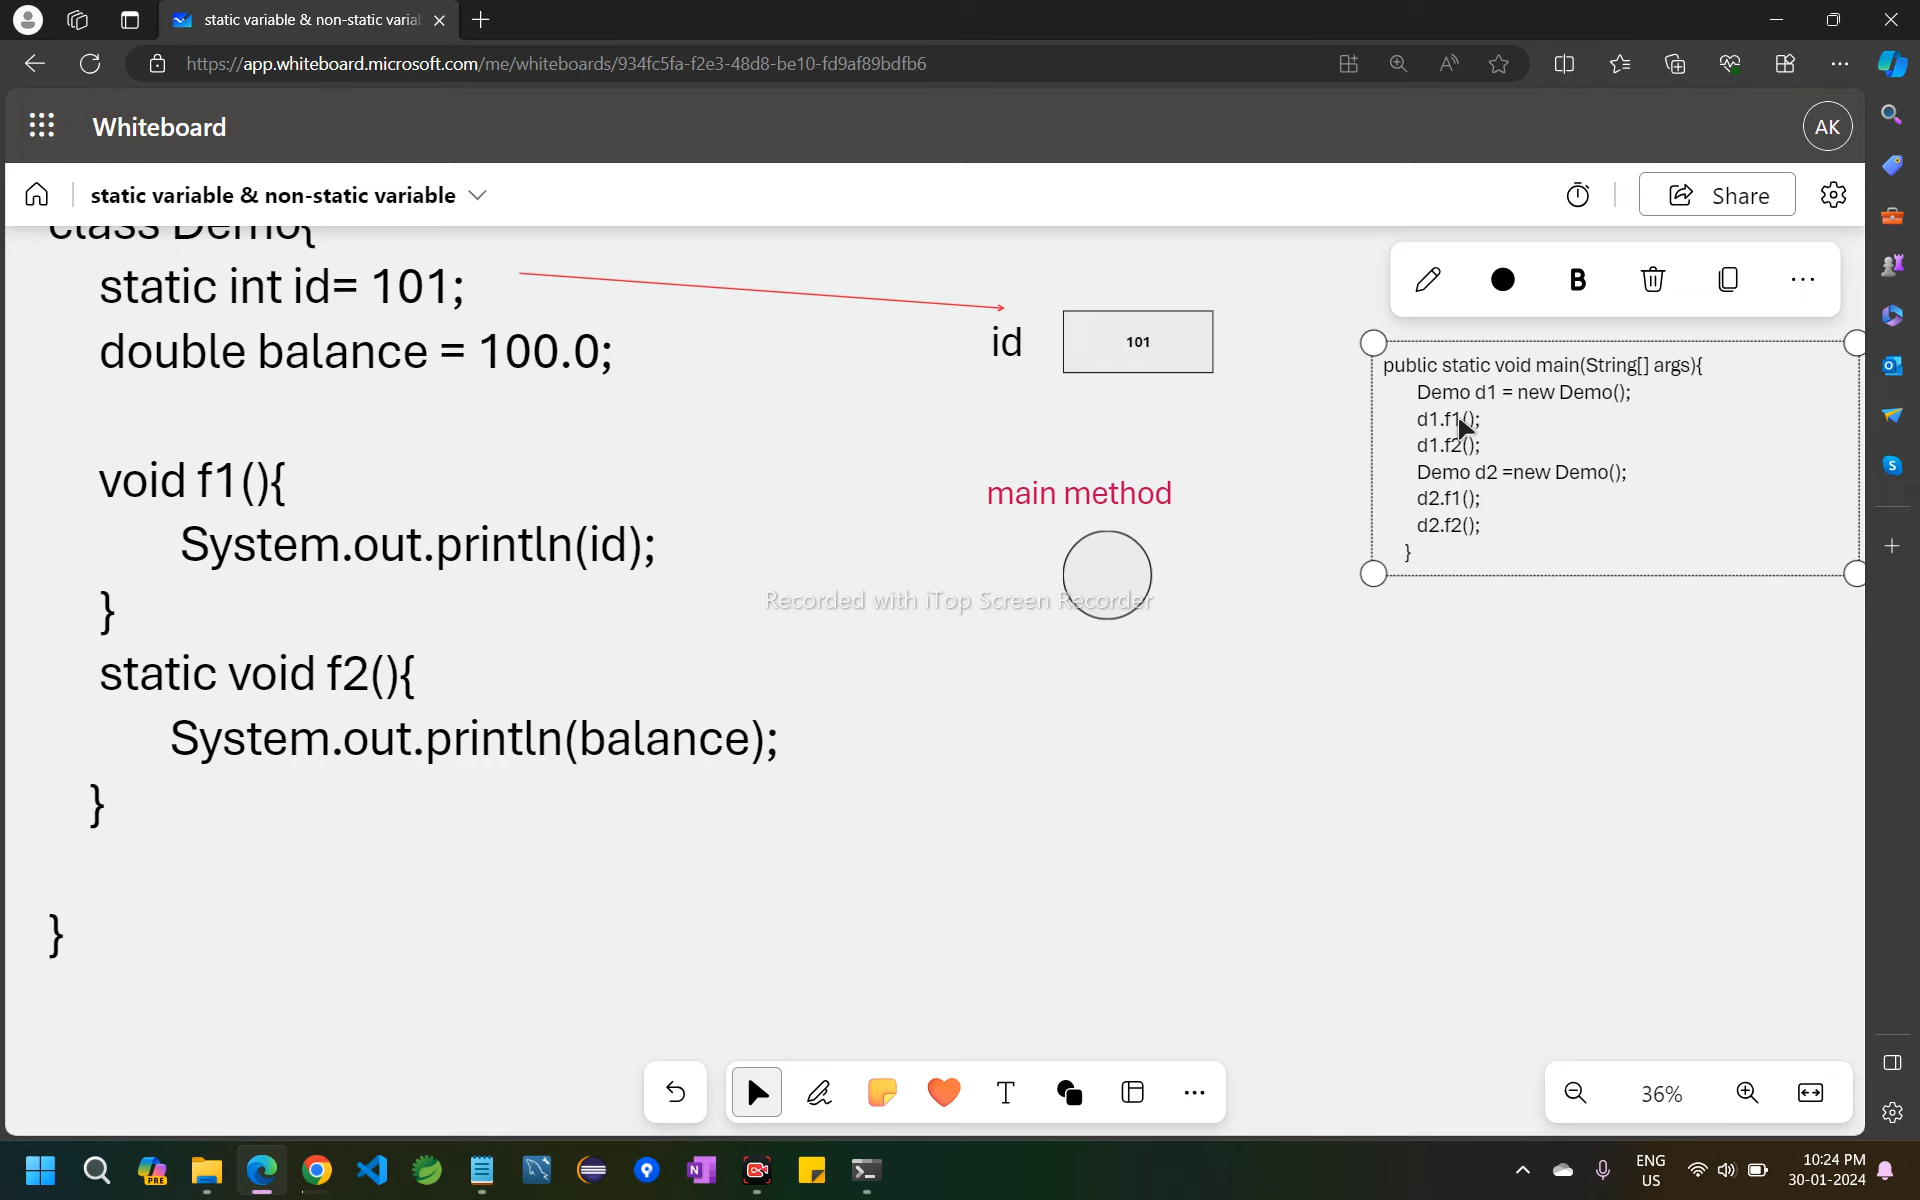 static variable & non-static varia
https://app.whiteboard.microsoft.com/me/whiteboards/934fc5fa-f2e3-48d8-be10-fd9af89bdfb6
Whiteboard
AK
static variable & non-static variable
Share
class Demo{
static int id= 101;
double balance = 100.0;
void f1(){
System.out.println(id);
}
static void f2(){
System.out.println(balance);
}
}
id
101
main method
B
public static void main(String[] args){
Demo d1 = new Demo();
d1.f1();
d1.f2();
Demo d2 =new Demo();
d2.f1();
d2.f2();
}
Recorded with iTop Screen Recorder
T
36%
PRE
N
ENG
US
10:24 PM
30-01-2024